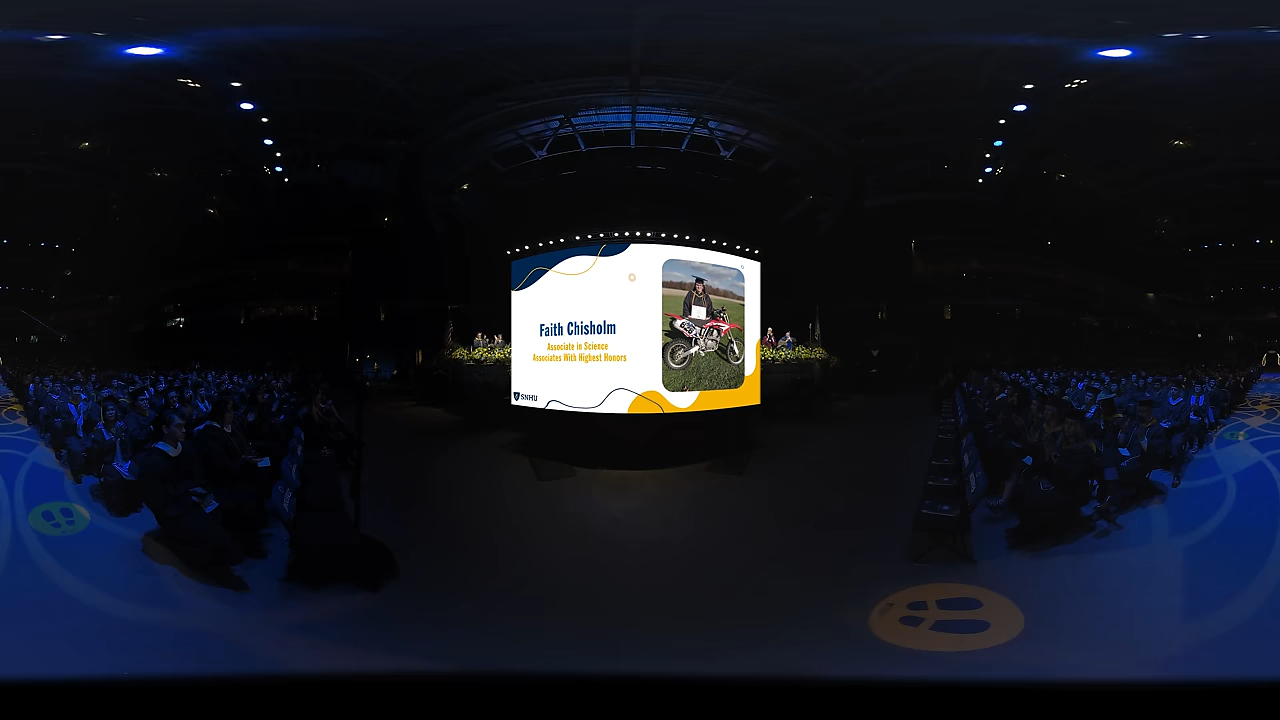 Faith Chisholm
Associate in Science
Associates With Highest Honors
SNHU